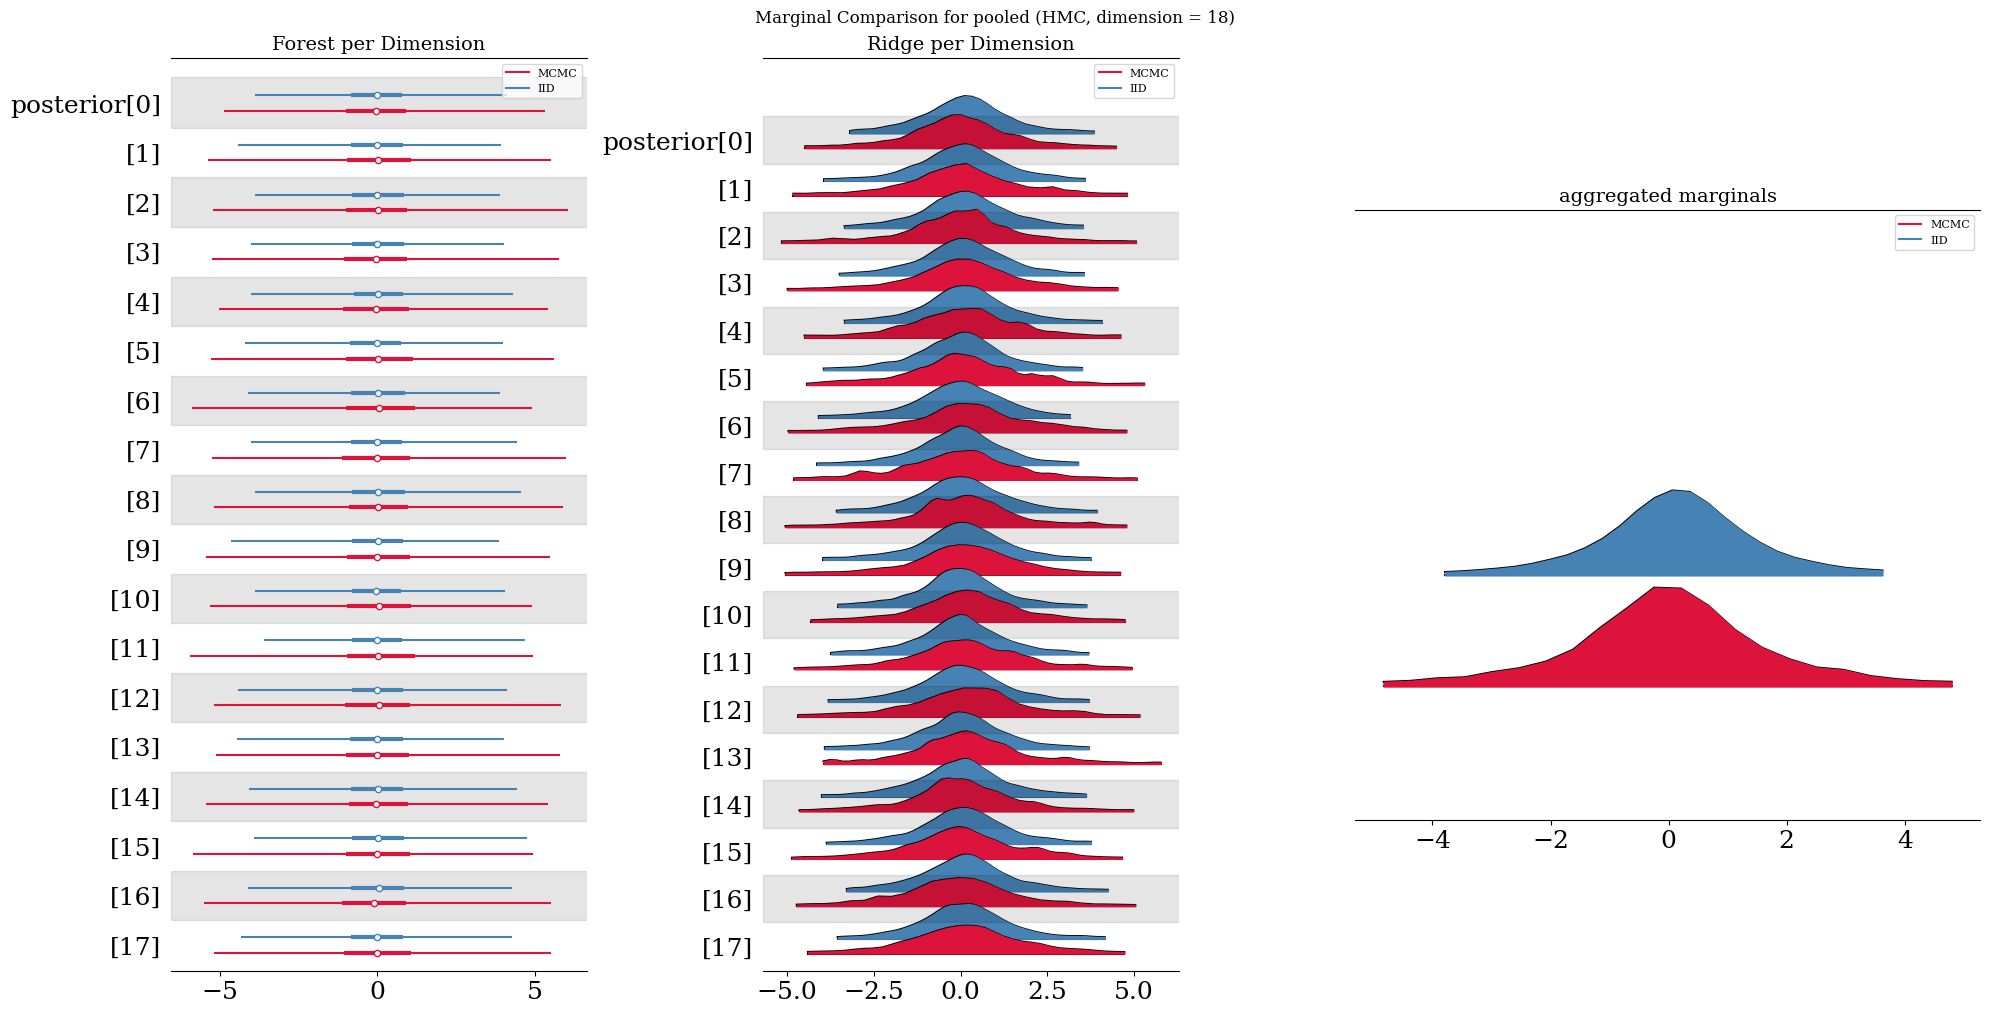 Marginal Comparison for pooled (HMC, dimension = 18)
Forest per Dimension
MCMC
IID
posterior[0]
[1]
[2]
[3]
[4]
[5]
[6]
[7]
[8]
[9]
[10]
[11]
[12]
[13]
[14]
[15]
[16]
[17]
−5 0 5
Ridge per Dimension
MCMC
IID
posterior[0]
[1]
[2]
[3]
[4]
[5]
[6]
[7]
[8]
[9]
[10]
[11]
[12]
[13]
[14]
[15]
[16]
[17]
−5.0 −2.5 0.0 2.5 5.0
aggregated marginals
MCMC
IID
−4 −2 0 2 4